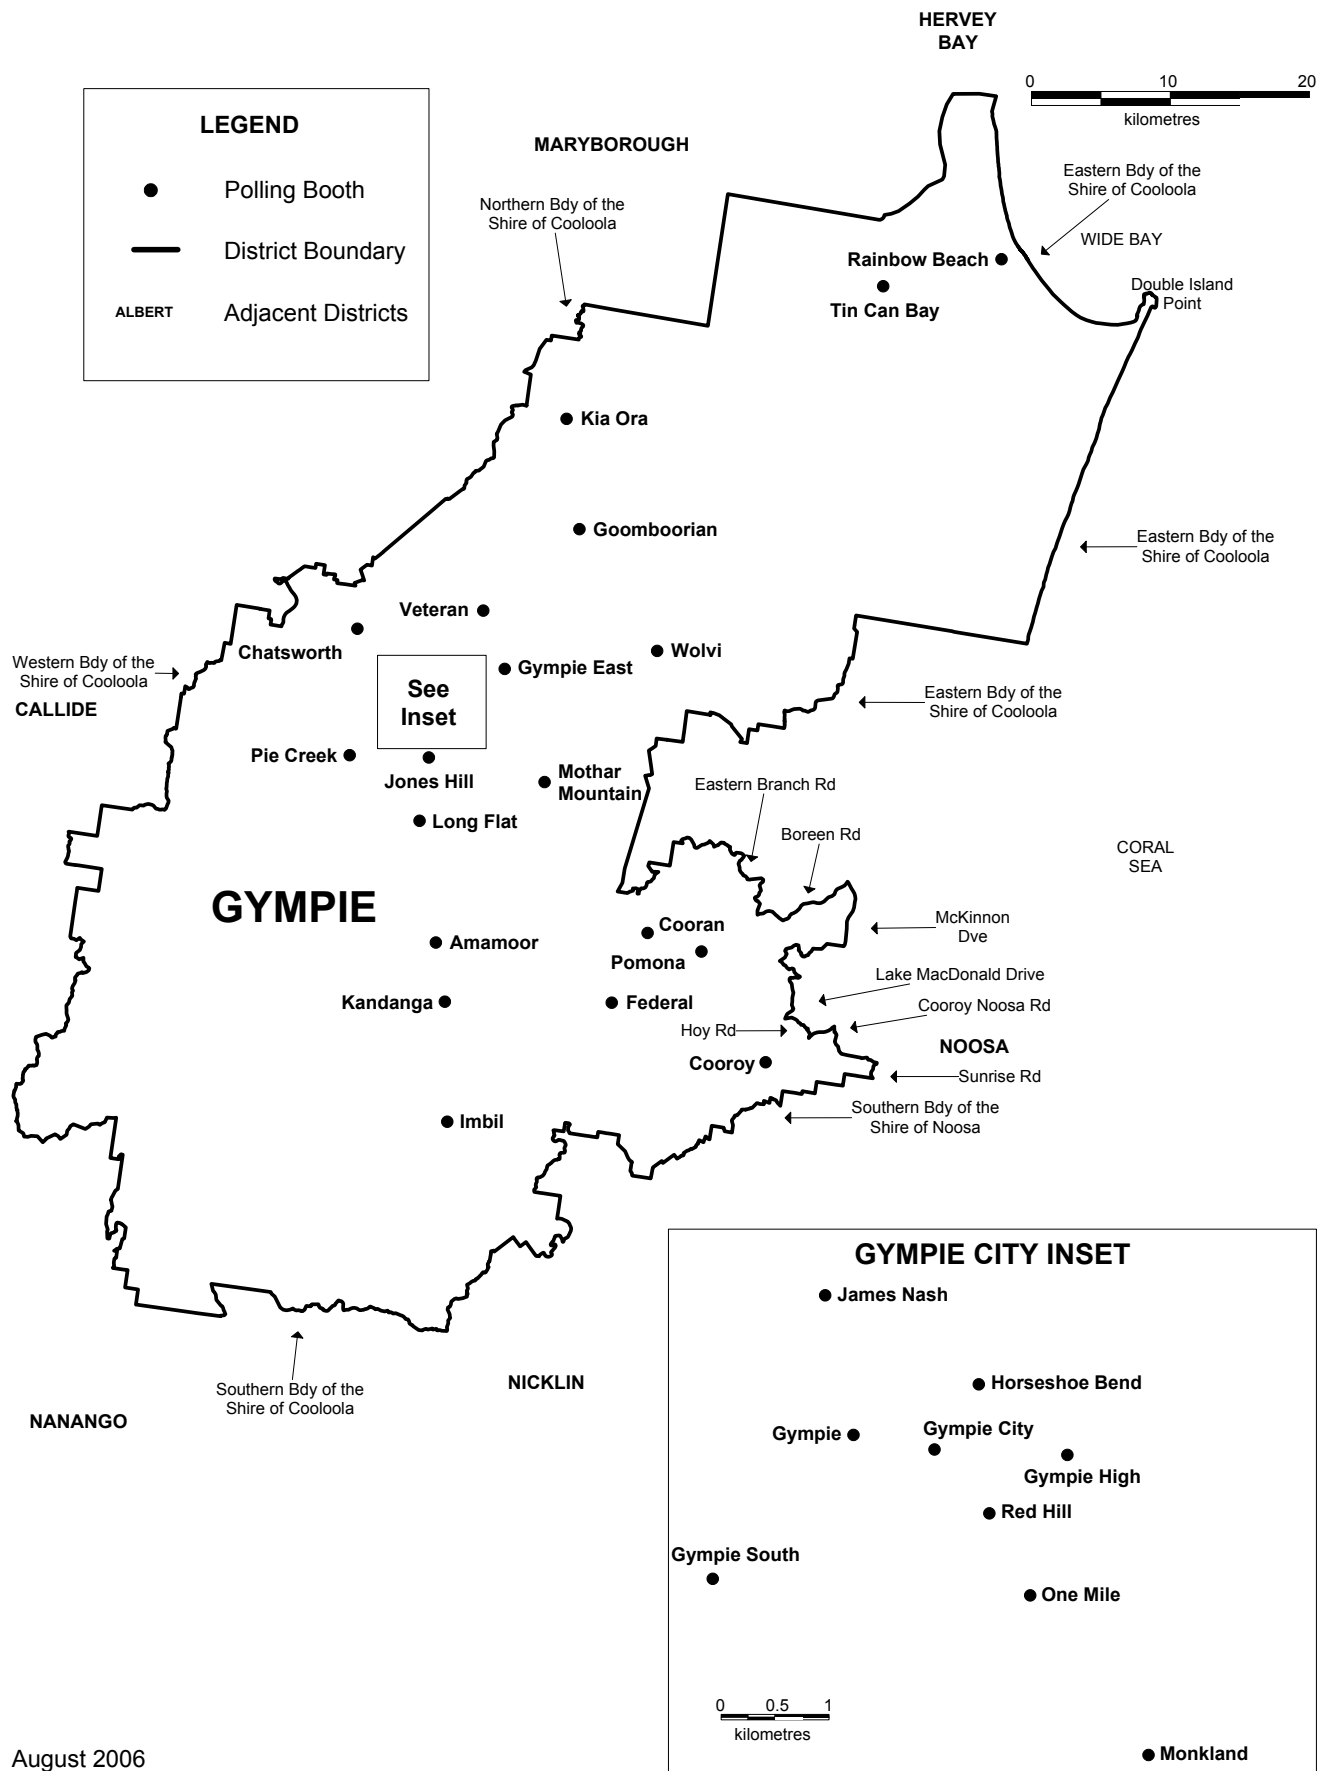 HERVEY
BAY
0 10 20
kilometres
LEGEND
Polling Booth
District Boundary
ALBERT Adjacent Districts
MARYBOROUGH
Northern Bdy of the
Shire of Cooloola
Eastern Bdy of the
Shire of Cooloola
WIDE BAY
Rainbow Beach
Tin Can Bay
Double Island
Point
Kia Ora
Goomboorian
Eastern Bdy of the
Shire of Cooloola
Veteran
Chatsworth
Wolvi
Gympie East
Western Bdy of the
Shire of Cooloola
CALLIDE
See
Inset
Eastern Bdy of the
Shire of Cooloola
Pie Creek
Jones Hill
Mothar
Mountain
Eastern Branch Rd
Long Flat
Boreen Rd
CORAL
SEA
GYMPIE
Cooran
McKinnon
Dve
Amamoor
Pomona
Lake MacDonald Drive
Kandanga
Federal
Cooroy Noosa Rd
Hoy Rd
NOOSA
Cooroy
Sunrise Rd
Southern Bdy of the
Shire of Noosa
Imbil
Southern Bdy of the
Shire of Cooloola
NICKLIN
NANANGO
GYMPIE CITY INSET
James Nash
Horseshoe Bend
Gympie
Gympie City
Gympie High
Red Hill
Gympie South
One Mile
0 0.5 1
kilometres
Monkland
August 2006